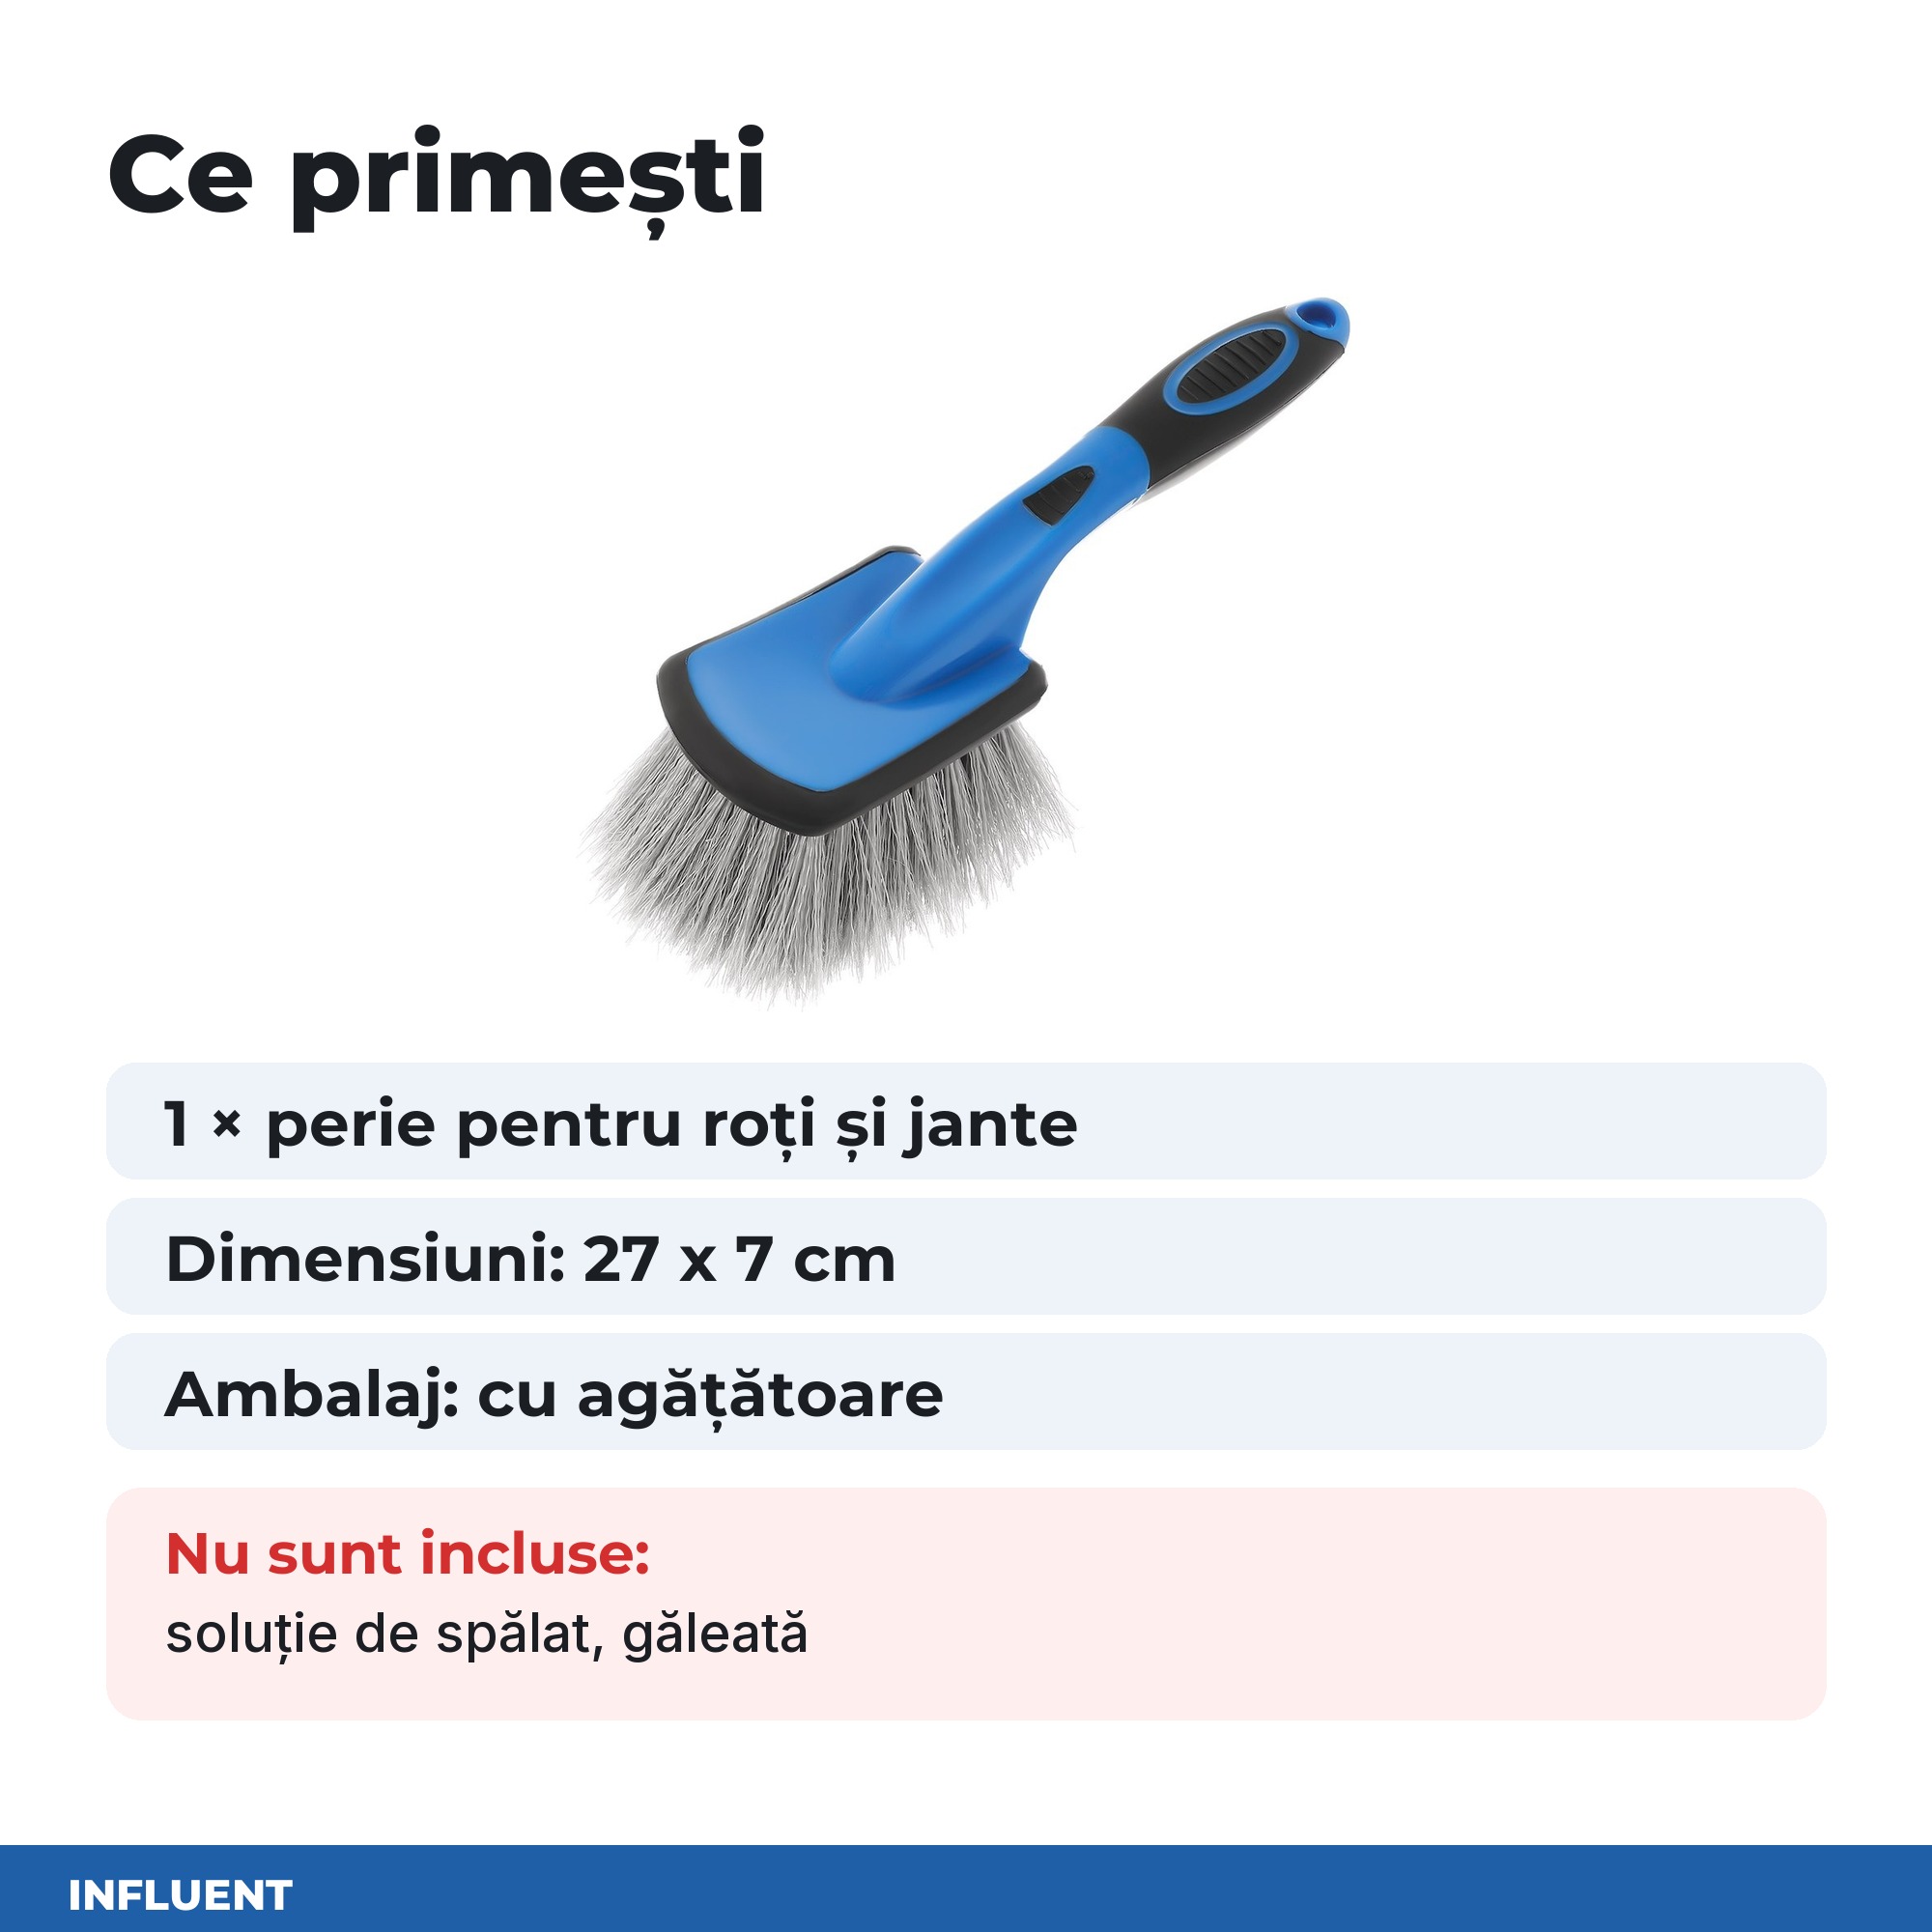 Ce primești
1 × perie pentru roți și jante
Dimensiuni: 27 x 7 cm
Ambalaj: cu agățătoare
Nu sunt incluse:
soluție de spălat, găleată
INFLUENT